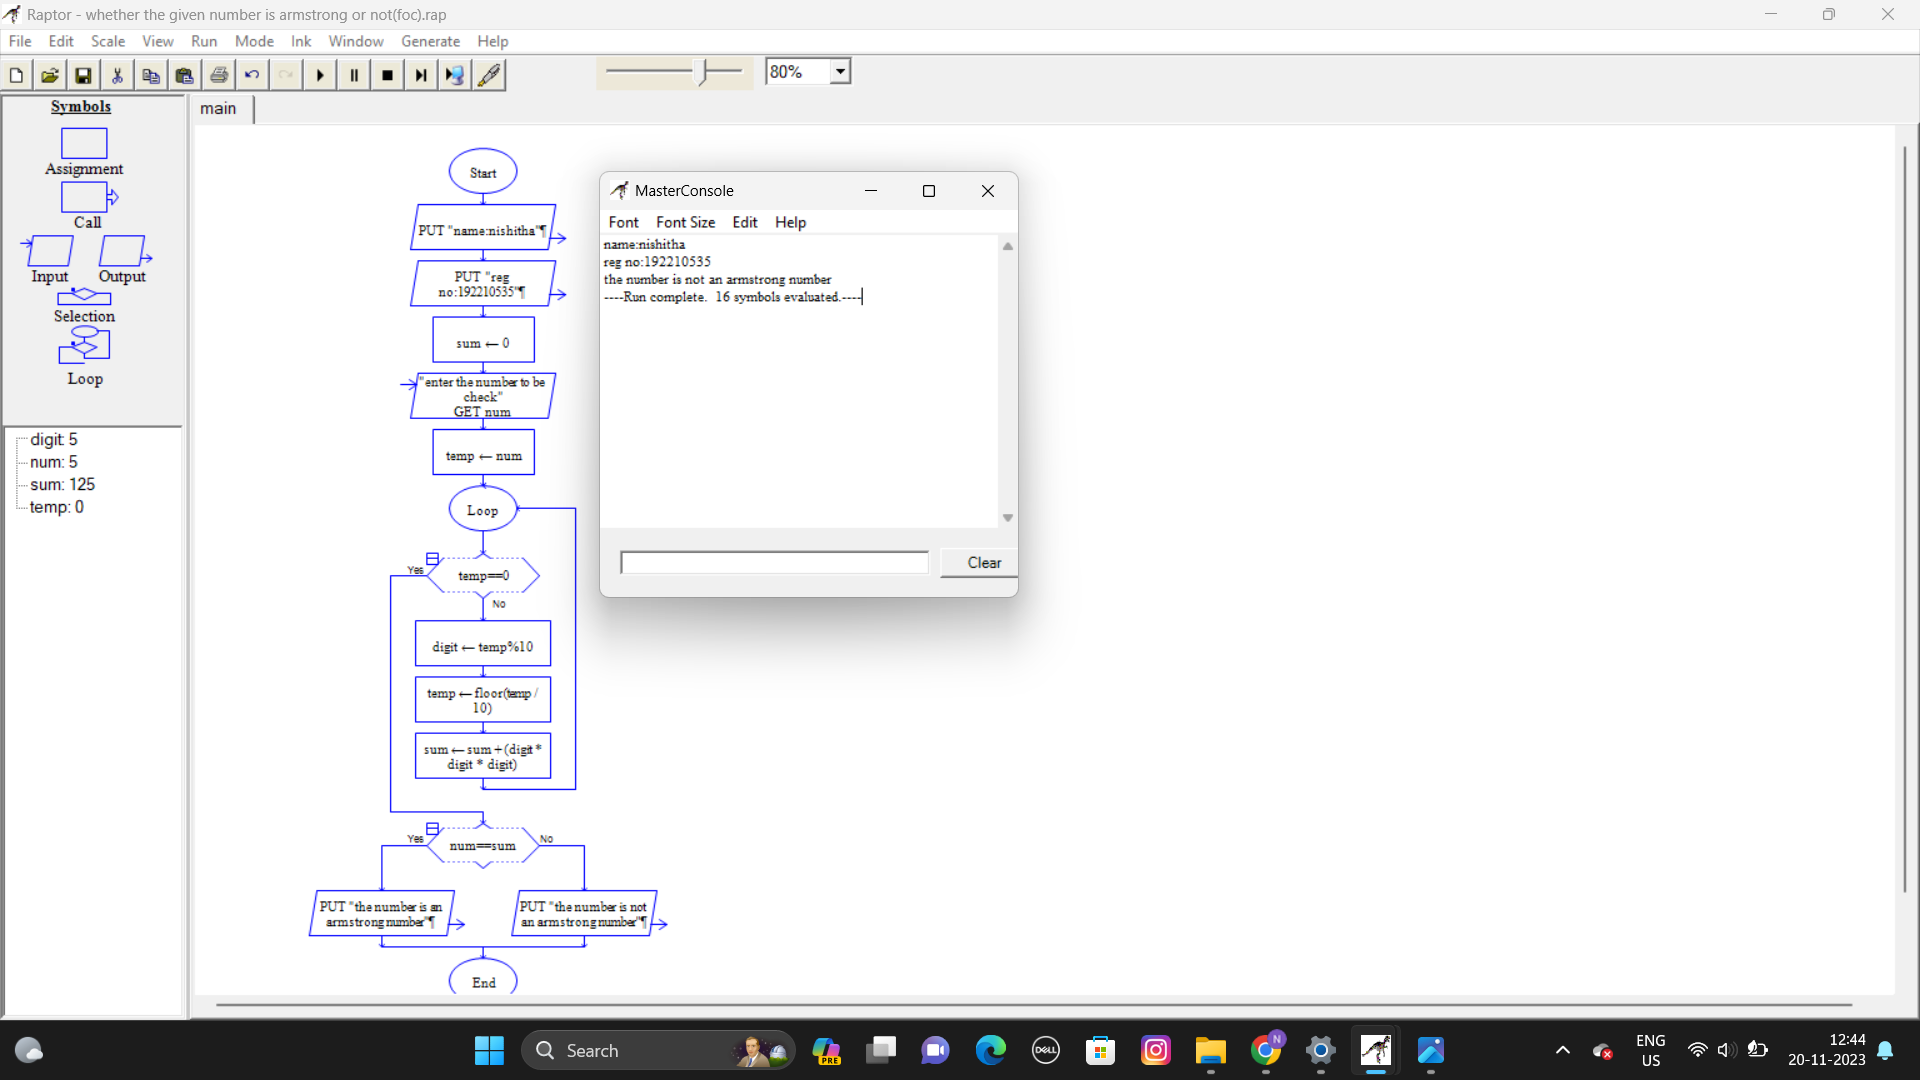 Raptor - whether the given number is armstrong or not(foc).rap
File Edit Scale View Run Mode Ink Window Generate Help
80%
Symbols
Assignment
Call
Input Output
Selection
Loop
digit: 5
num: 5
sum: 125
temp: 0
main
Start
PUT "name:nishitha"¶
PUT "reg
no:192210535"¶
sum ← 0
"enter the number to be
check"
GET num
temp ← num
Loop
Yes
temp==0
No
digit ← temp%10
temp ← floor(temp /
10)
sum ← sum + (digit *
digit * digit)
Yes
num==sum
No
PUT "the number is an
armstrong number"¶
PUT "the number is not
an armstrong number"¶
End
MasterConsole
Font Font Size Edit Help
name:nishitha
reg no:192210535
the number is not an armstrong number
----Run complete.  16 symbols evaluated.----
Clear
Search
PRE
DELL
N
ENG
US
12:44
20-11-2023